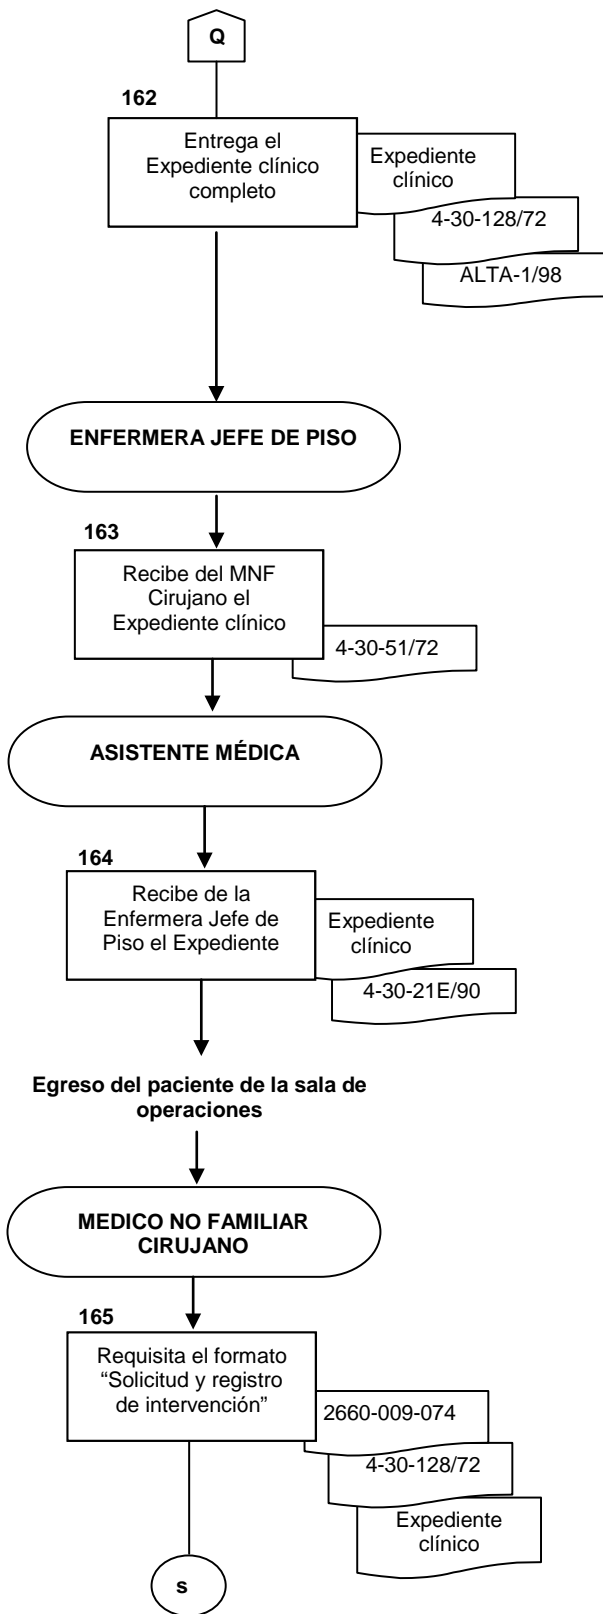 Q
162
Entrega el
Expediente clínico
completo
Expediente
clínico
4-30-128/72
ALTA-1/98
ENFERMERA JEFE DE PISO
163
Recibe del MNF
Cirujano el
Expediente clínico
4-30-51/72
ASISTENTE MÉDICA
164
Recibe de la
Enfermera Jefe de
Piso el Expediente
Expediente
clínico
4-30-21E/90
Egreso del paciente de la sala de
operaciones
MEDICO NO FAMILIAR
CIRUJANO
165
Requisita el formato
“Solicitud y registro
de intervención”
2660-009-074
4-30-128/72
Expediente
clínico
s